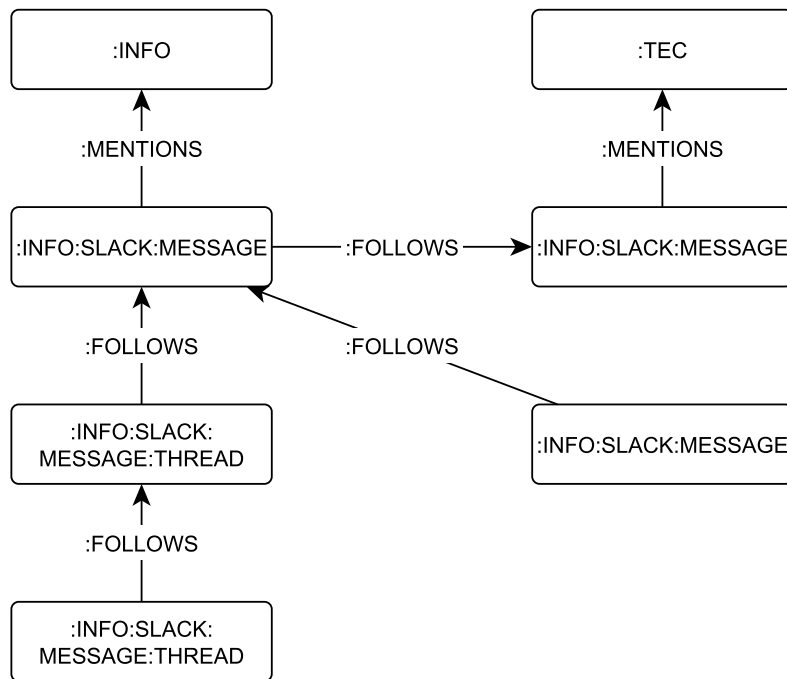 :INFO
:TEC
:MENTIONS
:MENTIONS
:INFO:SLACK:MESSAGE
:FOLLOWS
:INFO:SLACK:MESSAGE
:FOLLOWS
:FOLLOWS
:INFO:SLACK:
MESSAGE:THREAD
:INFO:SLACK:MESSAGE
:FOLLOWS
:INFO:SLACK:
MESSAGE:THREAD